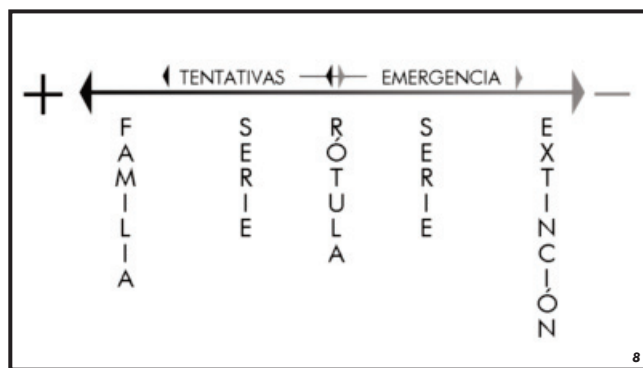 TENTATIVAS EMERGENCIA
+ −
FAMILIA
SERIE
RÓTULA
SERIE
EXTINCIÓN
8